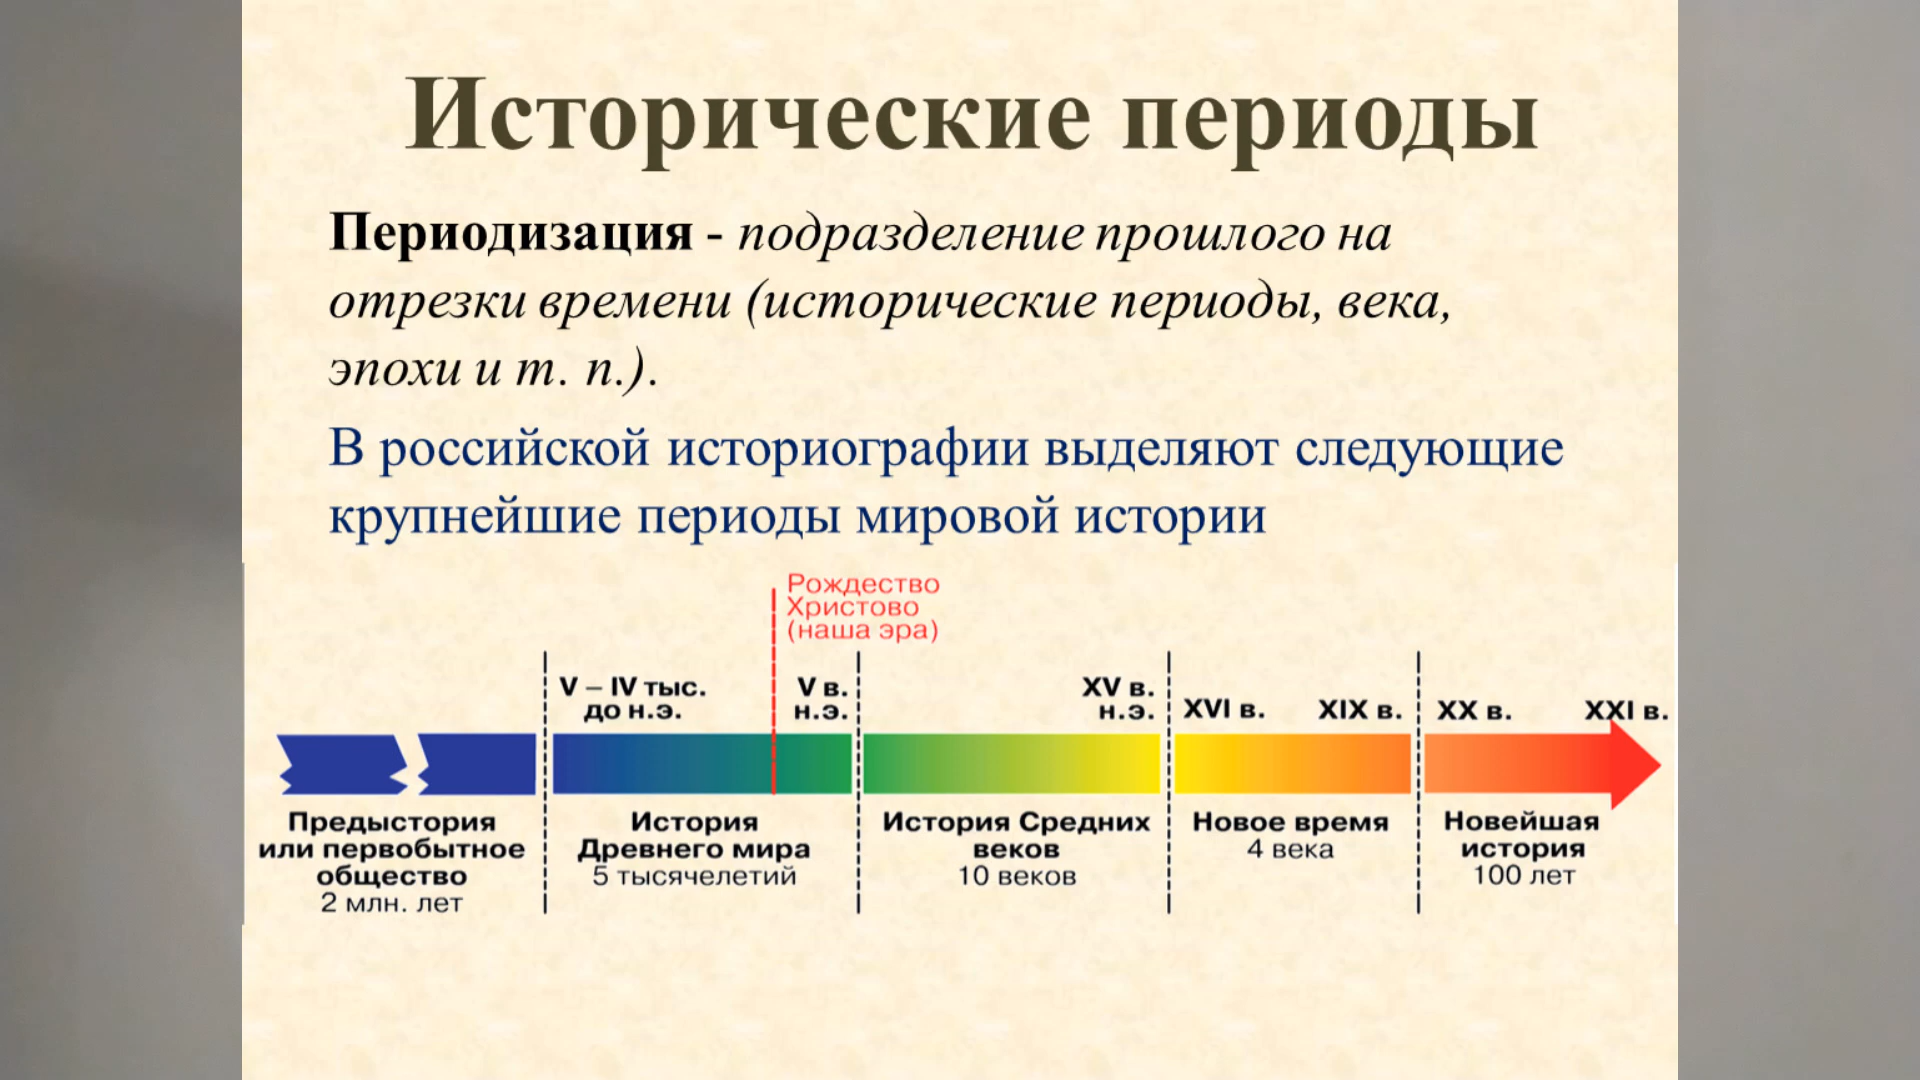 Исторические периоды
Периодизация - подразделение прошлого на
отрезки времени (исторические периоды, века,
эпохи и т. п.).
В российской историографии выделяют следующие
крупнейшие периоды мировой истории
Рождество
Христово
(наша эра)
V – IV тыс.
до н.э.
V в.
н.э.
XV в.
н.э.
XVI в.
XIX в.
XX в.
XXI в.
Предыстория
или первобытное
общество
2 млн. лет
История
Древнего мира
5 тысячелетий
История Средних
веков
10 веков
Новое время
4 века
Новейшая
история
100 лет